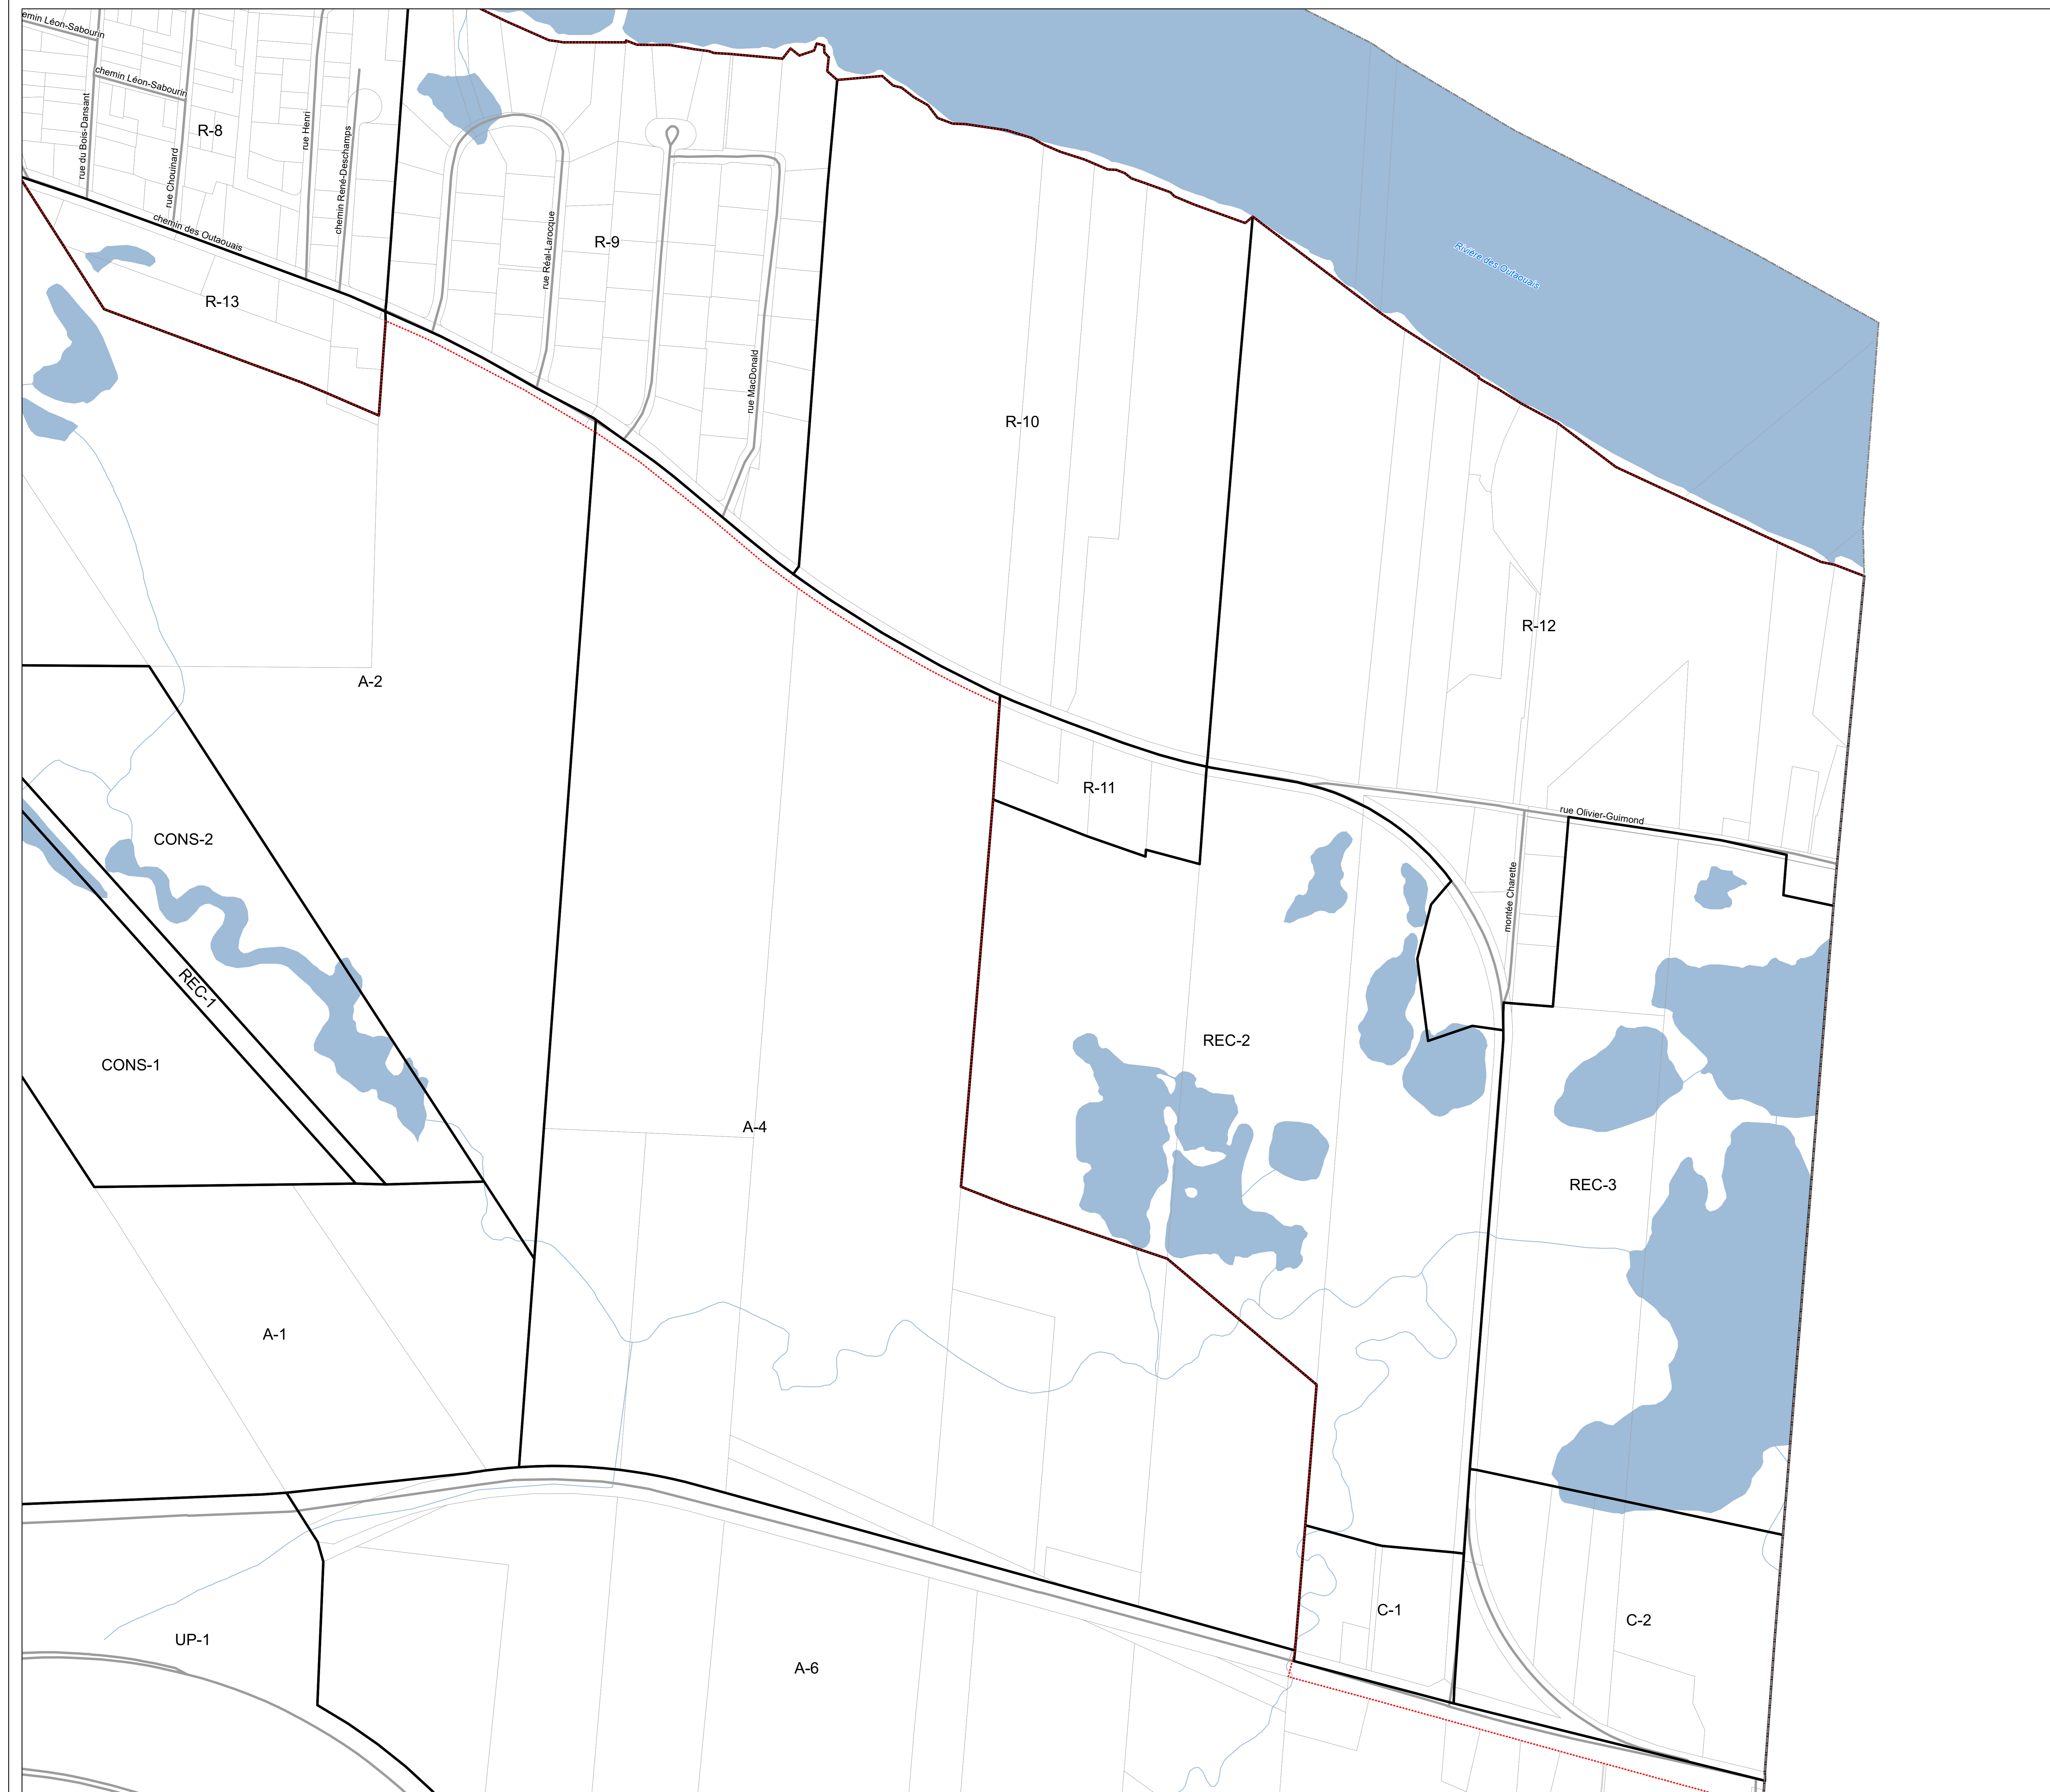 emin Léon-Sabourin
chemin Léon-Sabourin
rue du Bois-Dansant
rue Chouinard
R-8
rue Henri
chemin René-Deschamps
chemin des Outaouais
R-13
rue Réal-Larocque
R-9
rue MacDonald
Rivière des Outaouais
R-10
R-12
A-2
R-11
rue Olivier-Guimond
montée Charette
CONS-2
REC-1
CONS-1
REC-2
A-4
REC-3
A-1
C-1
C-2
UP-1
A-6